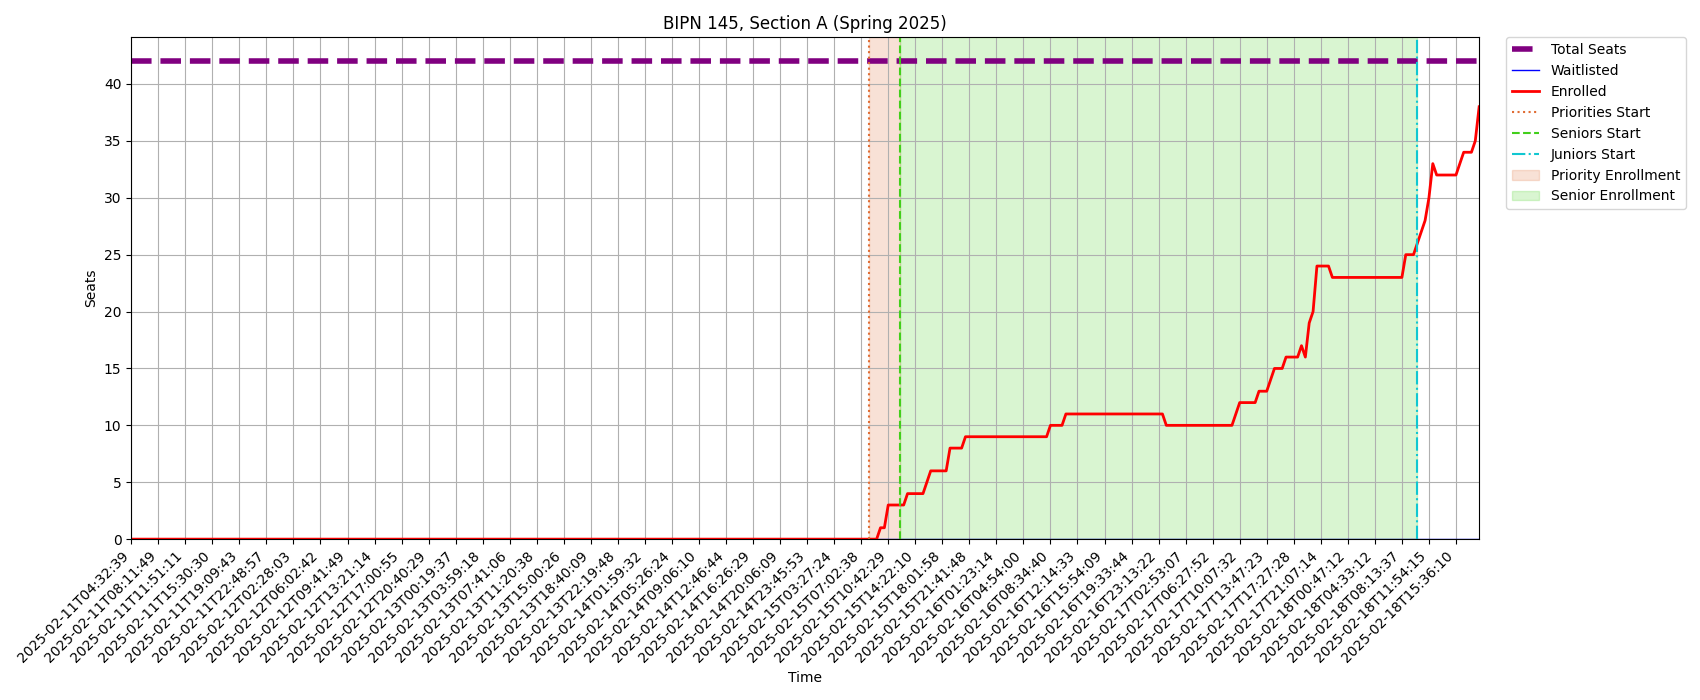 BIPN 145, Section A (Spring 2025)
Total Seats
Waitlisted
Enrolled
Priorities Start
Seniors Start
Juniors Start
Priority Enrollment
Senior Enrollment
Seats
40
35
30
25
20
15
10
5
0
2025-02-11T04:32:39
2025-02-11T08:11:49
2025-02-11T11:51:11
2025-02-11T15:30:30
2025-02-11T19:09:43
2025-02-11T22:48:57
2025-02-12T02:28:03
2025-02-12T06:02:42
2025-02-12T09:41:49
2025-02-12T13:21:14
2025-02-12T17:00:55
2025-02-12T20:40:29
2025-02-13T00:19:37
2025-02-13T03:59:18
2025-02-13T07:41:06
2025-02-13T11:20:38
2025-02-13T15:00:26
2025-02-13T18:40:09
2025-02-13T22:19:48
2025-02-14T01:59:32
2025-02-14T05:26:24
2025-02-14T09:06:10
2025-02-14T12:46:44
2025-02-14T16:26:29
2025-02-14T20:06:09
2025-02-14T23:45:53
2025-02-15T03:27:24
2025-02-15T07:02:38
2025-02-15T10:42:29
2025-02-15T14:22:10
2025-02-15T18:01:58
2025-02-15T21:41:48
2025-02-16T01:23:14
2025-02-16T04:54:00
2025-02-16T08:34:40
2025-02-16T12:14:33
2025-02-16T15:54:09
2025-02-16T19:33:44
2025-02-16T23:13:22
2025-02-17T02:53:07
2025-02-17T06:27:52
2025-02-17T10:07:32
2025-02-17T13:47:23
2025-02-17T17:27:28
2025-02-17T21:07:14
2025-02-18T00:47:12
2025-02-18T04:33:12
2025-02-18T08:13:37
2025-02-18T11:54:15
2025-02-18T15:36:10
Time